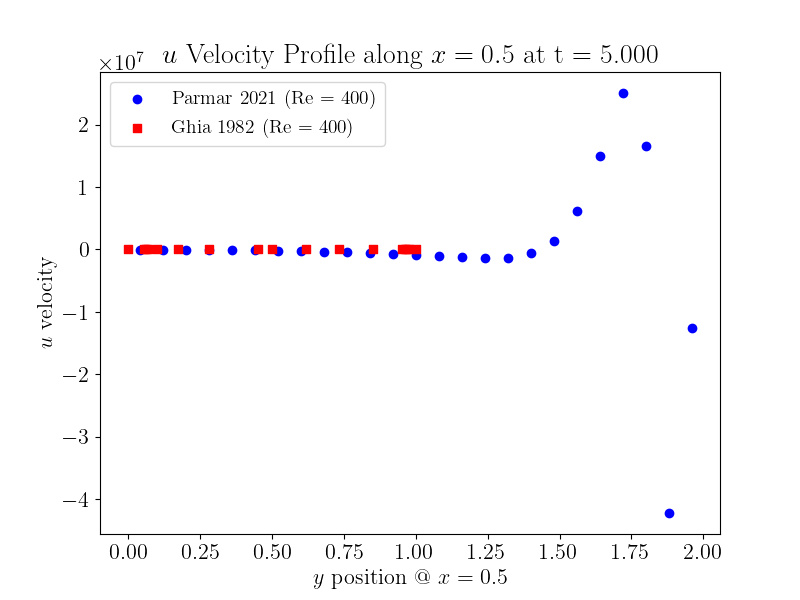 ×10⁷
u Velocity Profile along x = 0.5 at t = 5.000
Parmar 2021 (Re = 400)
Ghia 1982 (Re = 400)
2
1
0
−1
−2
−3
−4
u velocity
0.00 0.25 0.50 0.75 1.00 1.25 1.50 1.75 2.00
y position @ x = 0.5